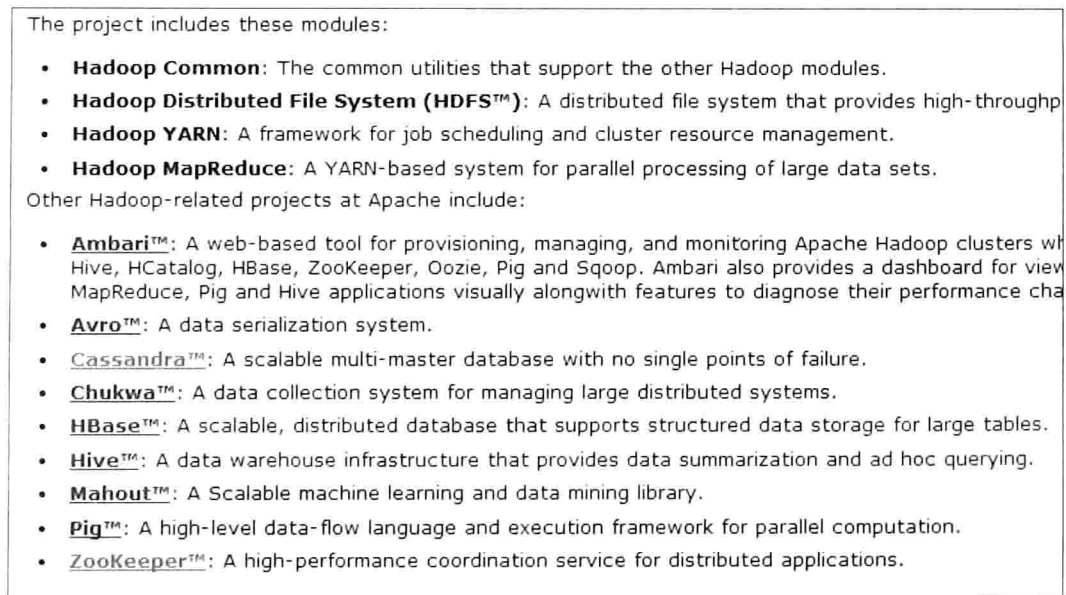 The project includes these modules:
• Hadoop Common: The common utilities that support the other Hadoop modules.
• Hadoop Distributed File System (HDFS™): A distributed file system that provides high-throughp
• Hadoop YARN: A framework for job scheduling and cluster resource management.
• Hadoop MapReduce: A YARN-based system for parallel processing of large data sets.
Other Hadoop-related projects at Apache include:
• Ambari™: A web-based tool for provisioning, managing, and monitoring Apache Hadoop clusters wh
Hive, HCatalog, HBase, ZooKeeper, Oozie, Pig and Sqoop. Ambari also provides a dashboard for view
MapReduce, Pig and Hive applications visually alongwith features to diagnose their performance cha
• Avro™: A data serialization system.
• Cassandra™: A scalable multi-master database with no single points of failure.
• Chukwa™: A data collection system for managing large distributed systems.
• HBase™: A scalable, distributed database that supports structured data storage for large tables.
• Hive™: A data warehouse infrastructure that provides data summarization and ad hoc querying.
• Mahout™: A Scalable machine learning and data mining library.
• Pig™: A high-level data-flow language and execution framework for parallel computation.
• ZooKeeper™: A high-performance coordination service for distributed applications.